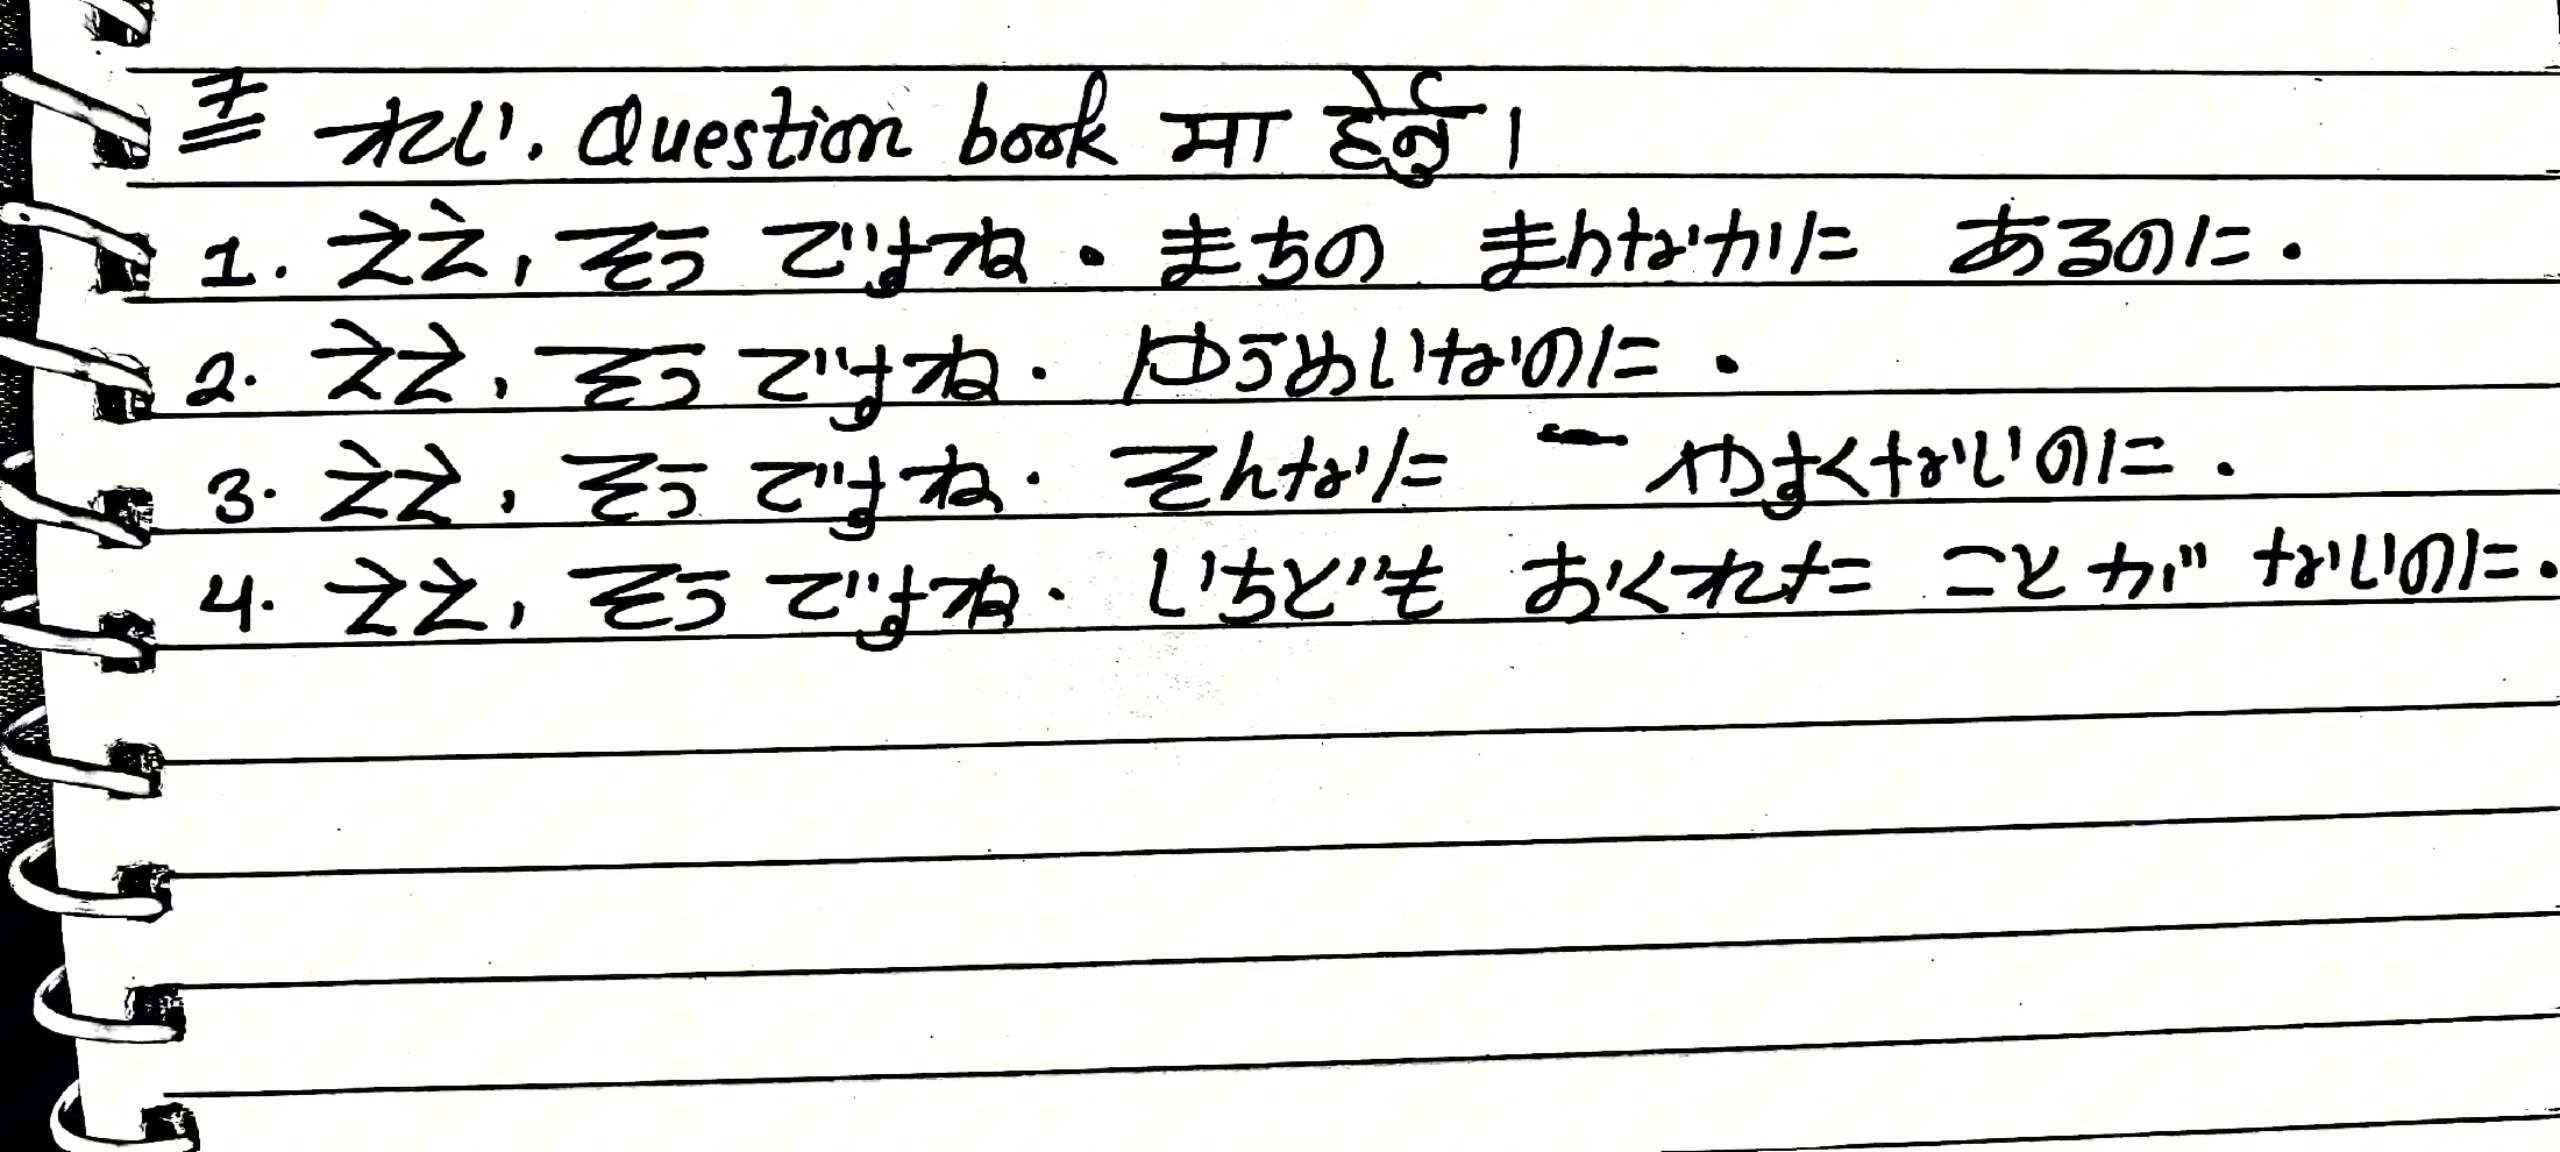 7 れい. Question book मा हेर्नु ।
1. ええ, そう ですね. まちの まんなかに あるのに.
2. ええ, そう ですね. ゆうめいなのに.
3. ええ, そう ですね. そんなに やすくないのに.
4. ええ, そう ですね. いちども おくれた ことが ないのに.